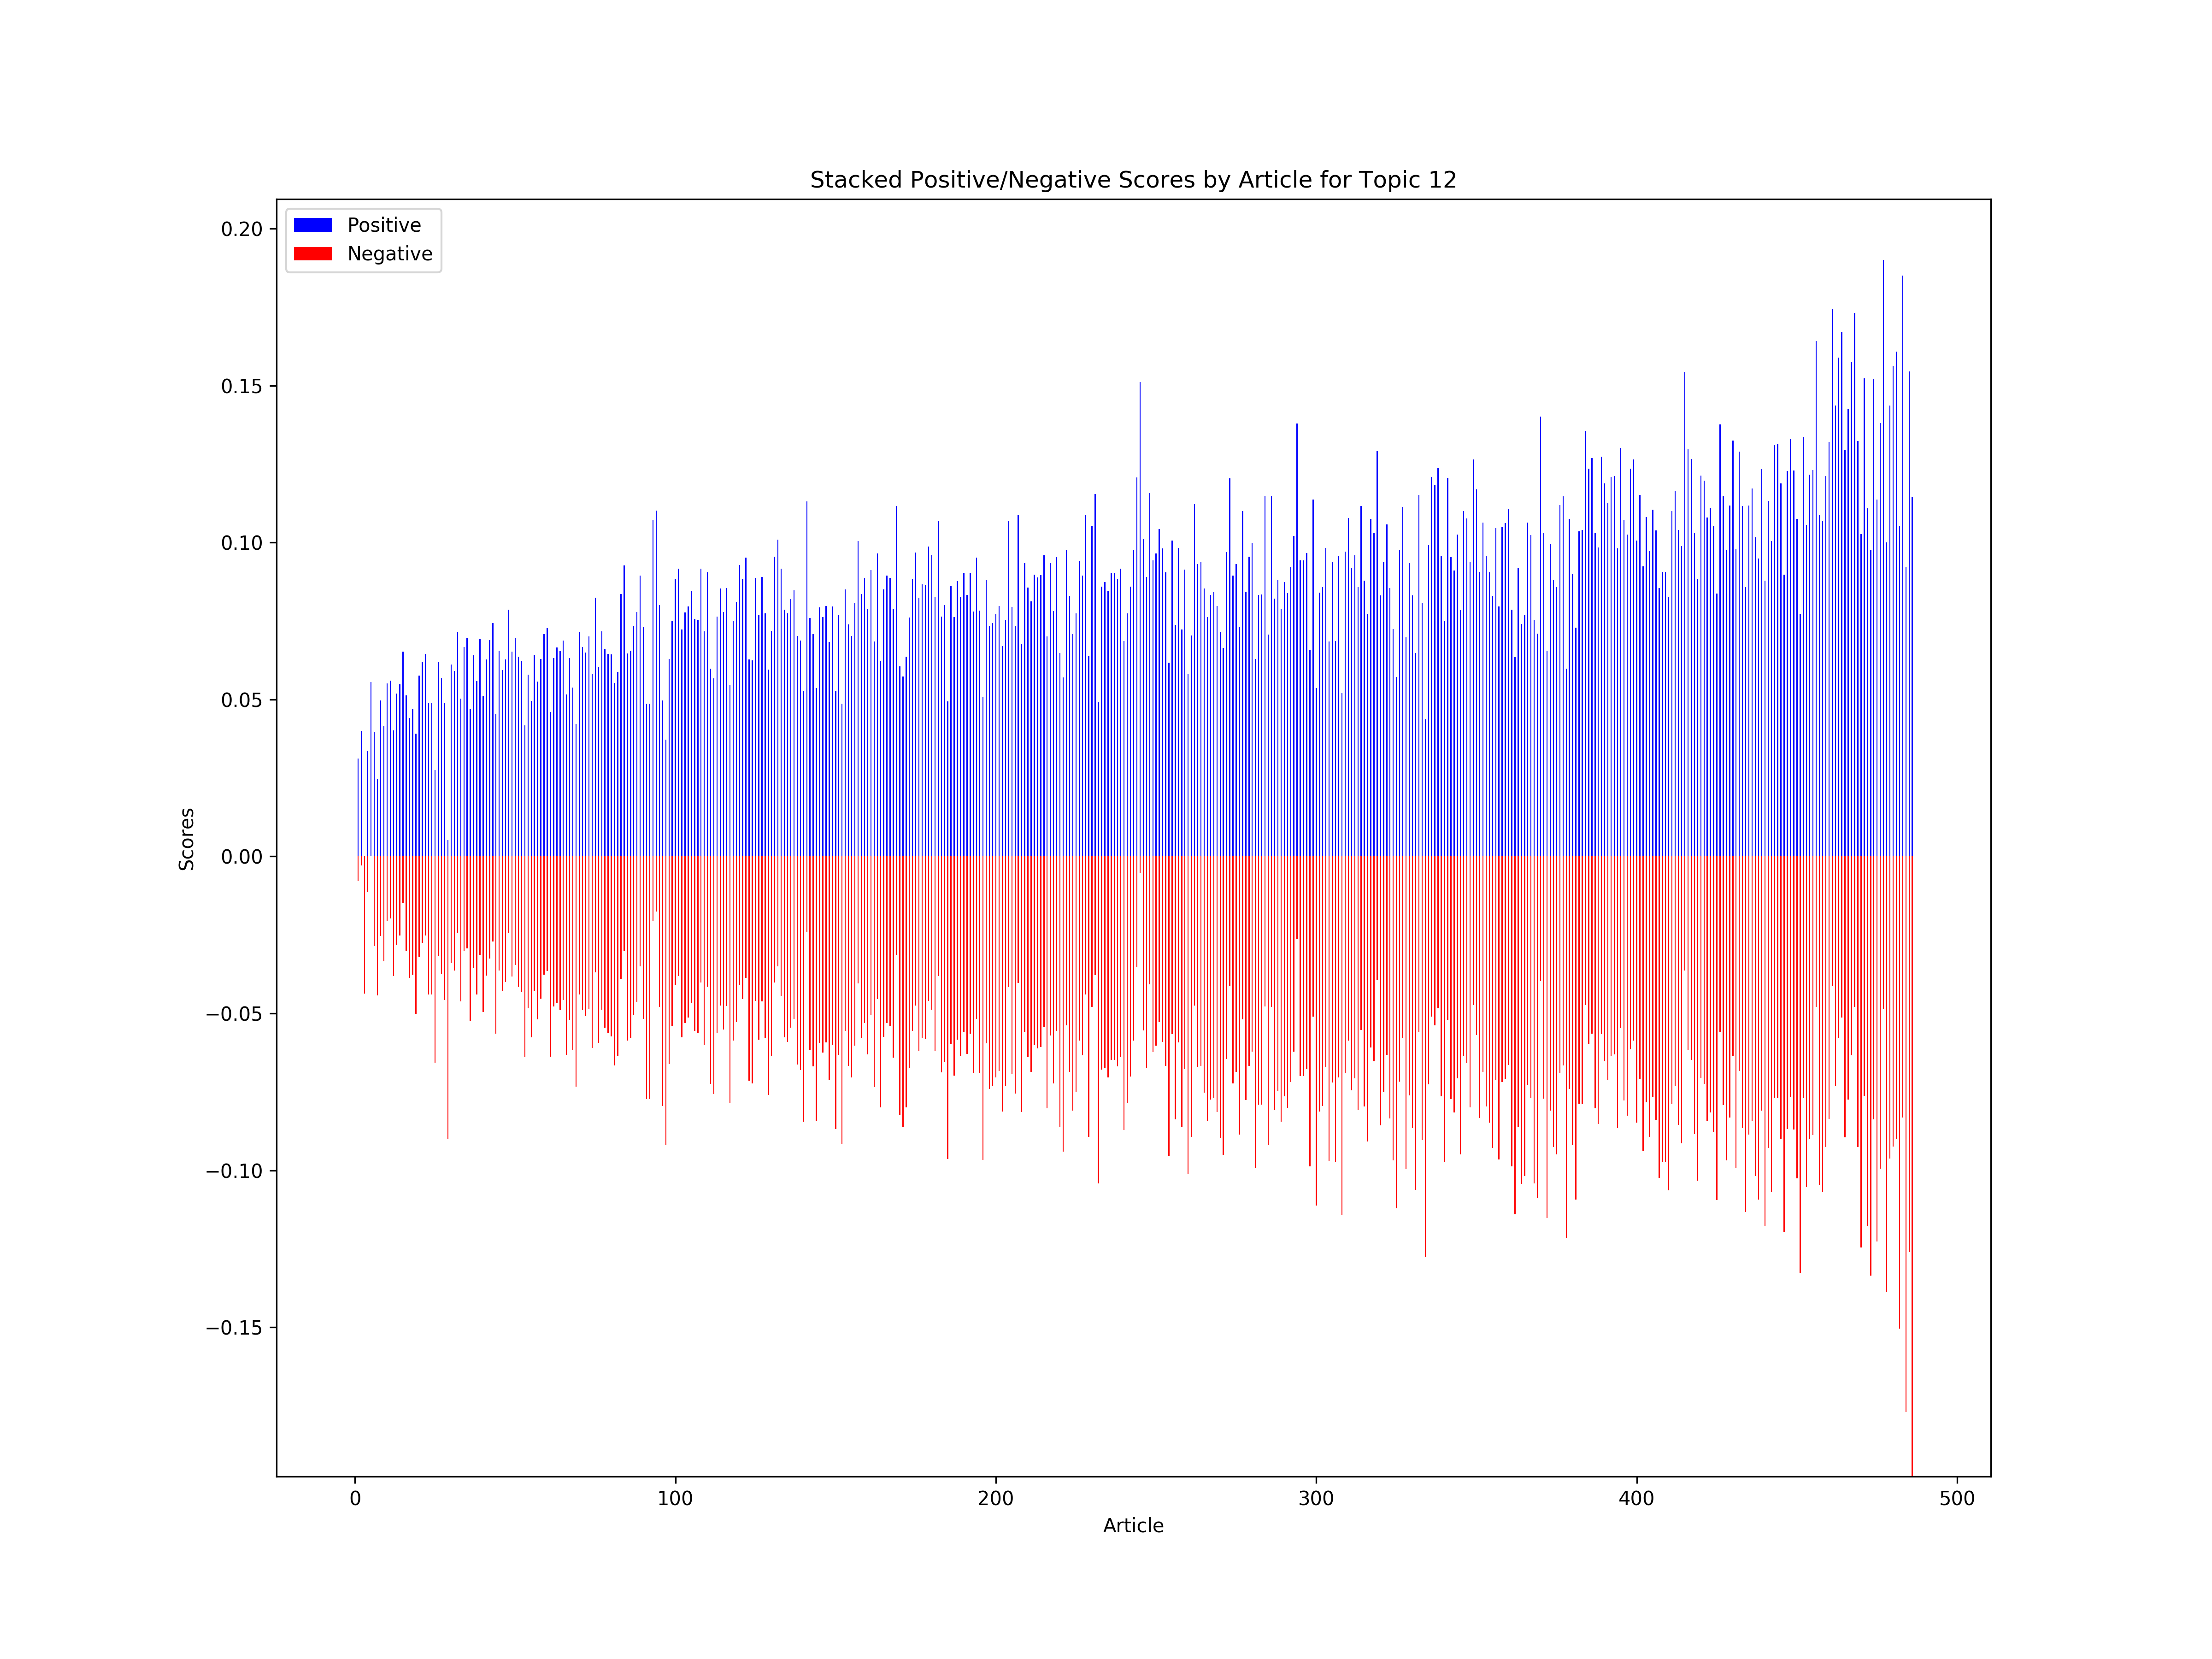 Stacked Positive/Negative Scores by Article for Topic 12
Positive
Negative
0.20
0.15
0.10
0.05
0.00
−0.05
−0.10
−0.15
Scores
0 100 200 300 400 500
Article